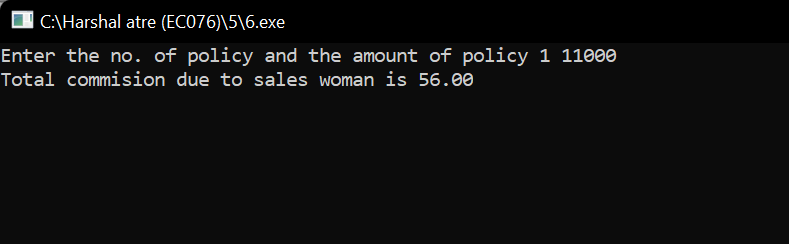 C:\Harshal atre (EC076)\5\6.exe
Enter the no. of policy and the amount of policy 1 11000
Total commision due to sales woman is 56.00